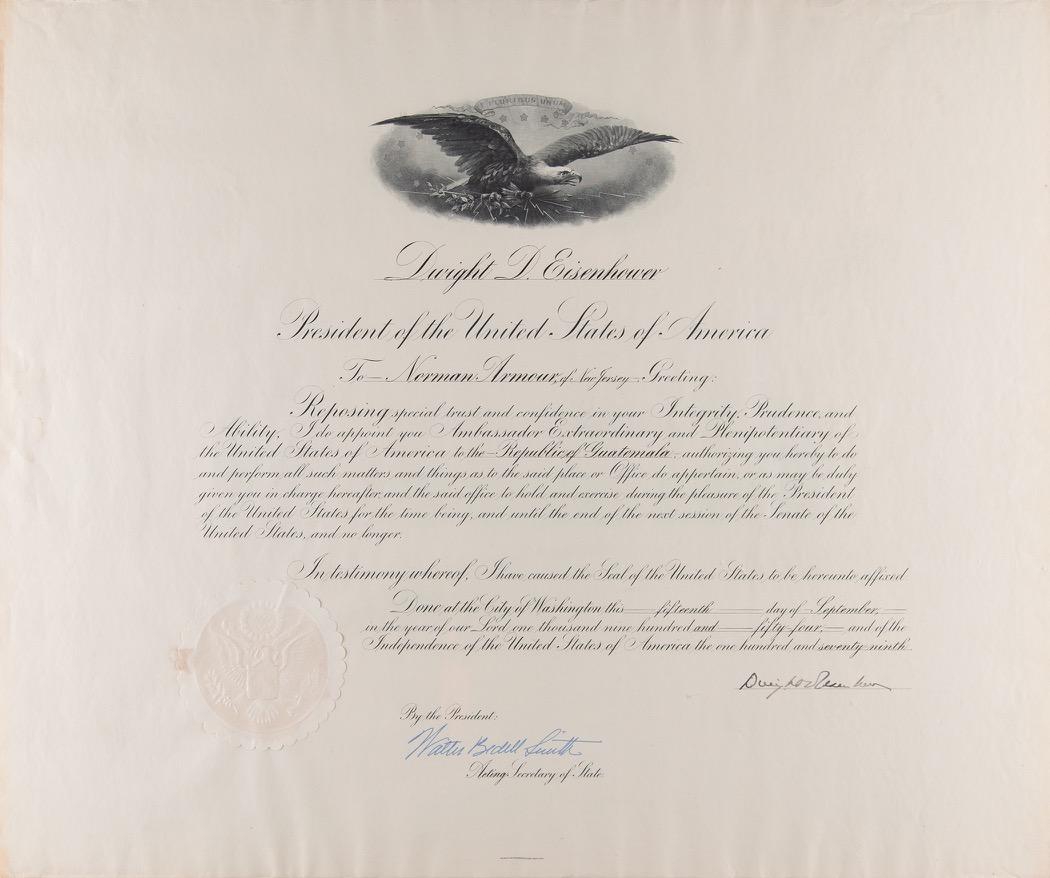 E PLURIBUS UNUM
Dwight D. Eisenhower
President of the United States of America
To— Norman Armour, of New Jersey—, Greeting:
Reposing special trust and confidence in your Integrity, Prudence, and
Ability, I do appoint you Ambassador Extraordinary and Plenipotentiary of
the United States of America to the—Republic of Guatemala—, authorizing you hereby to do
and perform all such matters and things as to the said place or Office do appertain, or as may be duly
given you in charge hereafter, and the said office to hold and exercise during the pleasure of the President
of the United States for the time being, and until the end of the next session of the Senate of the
United States, and no longer.
In testimony whereof, I have caused the Seal of the United States to be hereunto affixed
Done at the City of Washington this —— fifteenth —— day of —September,—
in the year of our Lord one thousand nine hundred and —— fifty-four,— and of the
Independence of the United States of America the one hundred and seventy-ninth.
Dwight D Eisenhower
By the President:
Walter Bedell Smith
Acting Secretary of State.